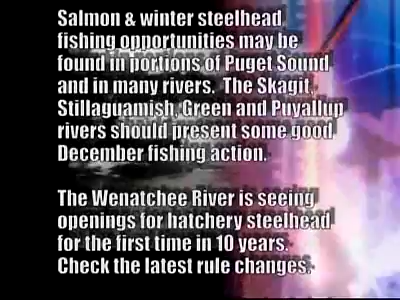 Salmon & winter steelhead
fishing opportunities may be
found in portions of Puget Sound
and in many rivers. The Skagit,
Stillaguamish, Green and Puyallup
rivers should present some good
December fishing action.
The Wenatchee River is seeing
openings for hatchery steelhead
for the first time in 10 years.
Check the latest rule changes.